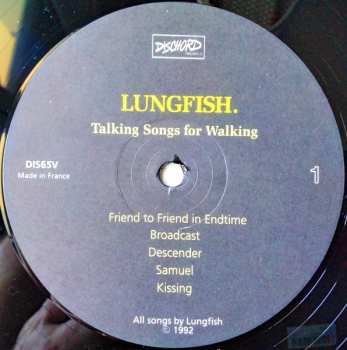 DISCHORD
LUNGFISH.
Talking Songs for Walking
DIS65V
Made in France
1
Friend to Friend in Endtime
Broadcast
Descender
Samuel
Kissing
All songs by Lungfish
© 1992